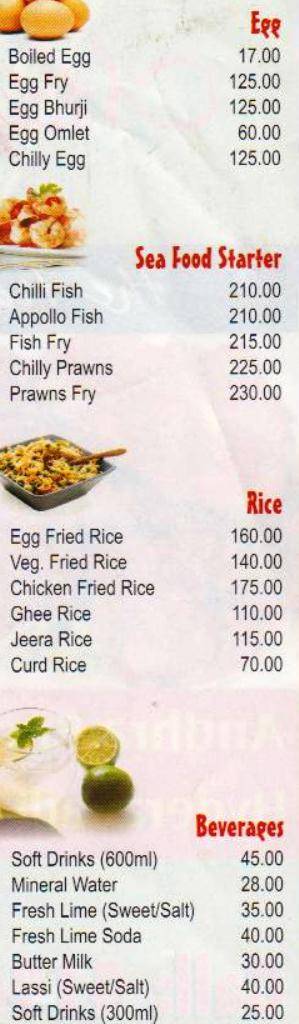 Egg
Boiled Egg 17.00
Egg Fry 125.00
Egg Bhurji 125.00
Egg Omlet 60.00
Chilly Egg 125.00
Sea Food Starter
Chilli Fish 210.00
Appollo Fish 210.00
Fish Fry 215.00
Chilly Prawns 225.00
Prawns Fry 230.00
Rice
Egg Fried Rice 160.00
Veg. Fried Rice 140.00
Chicken Fried Rice 175.00
Ghee Rice 110.00
Jeera Rice 115.00
Curd Rice 70.00
Beverages
Soft Drinks (600ml) 45.00
Mineral Water 28.00
Fresh Lime (Sweet/Salt) 35.00
Fresh Lime Soda 40.00
Butter Milk 30.00
Lassi (Sweet/Salt) 40.00
Soft Drinks (300ml) 25.00